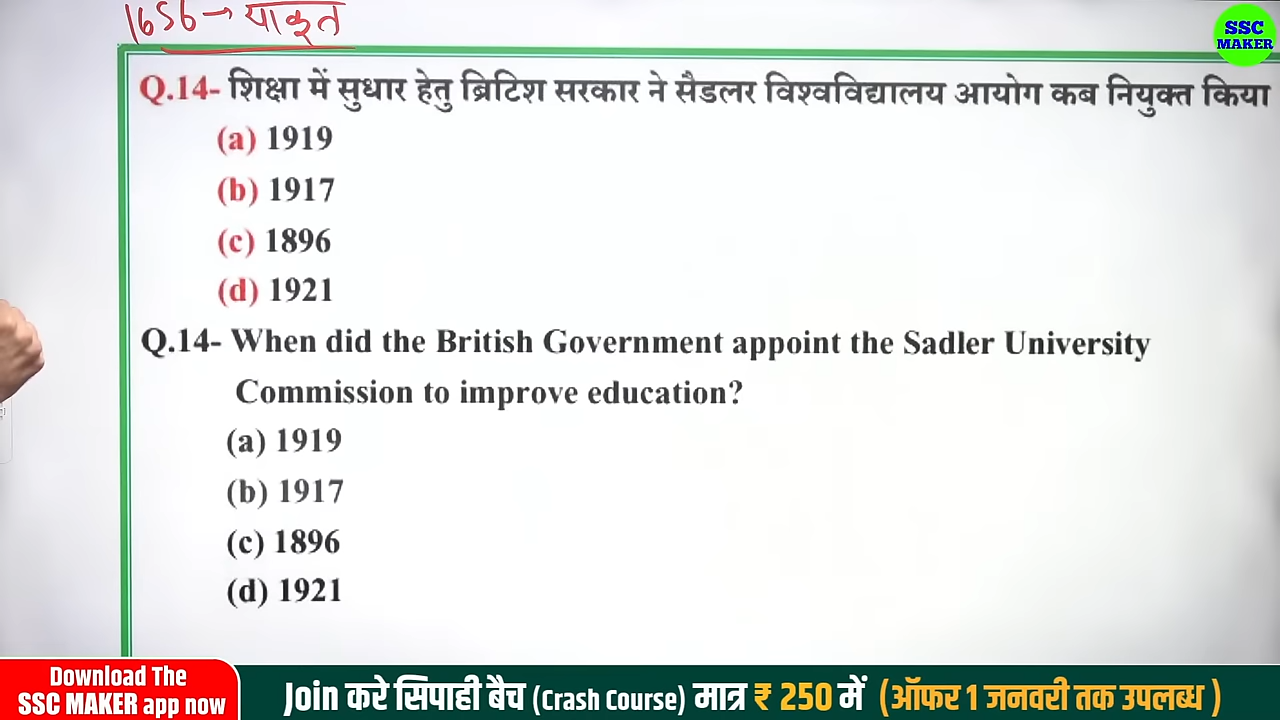 1656 → याकूत
SSC
MAKER
Q.14- शिक्षा में सुधार हेतु ब्रिटिश सरकार ने सैडलर विश्वविद्यालय आयोग कब नियुक्त किया
(a) 1919
(b) 1917
(c) 1896
(d) 1921
Q.14- When did the British Government appoint the Sadler University
Commission to improve education?
(a) 1919
(b) 1917
(c) 1896
(d) 1921
Download The
SSC MAKER app now
Join करे सिपाही बैच (Crash Course) मात्र ₹ 250 में (ऑफर 1 जनवरी तक उपलब्ध )